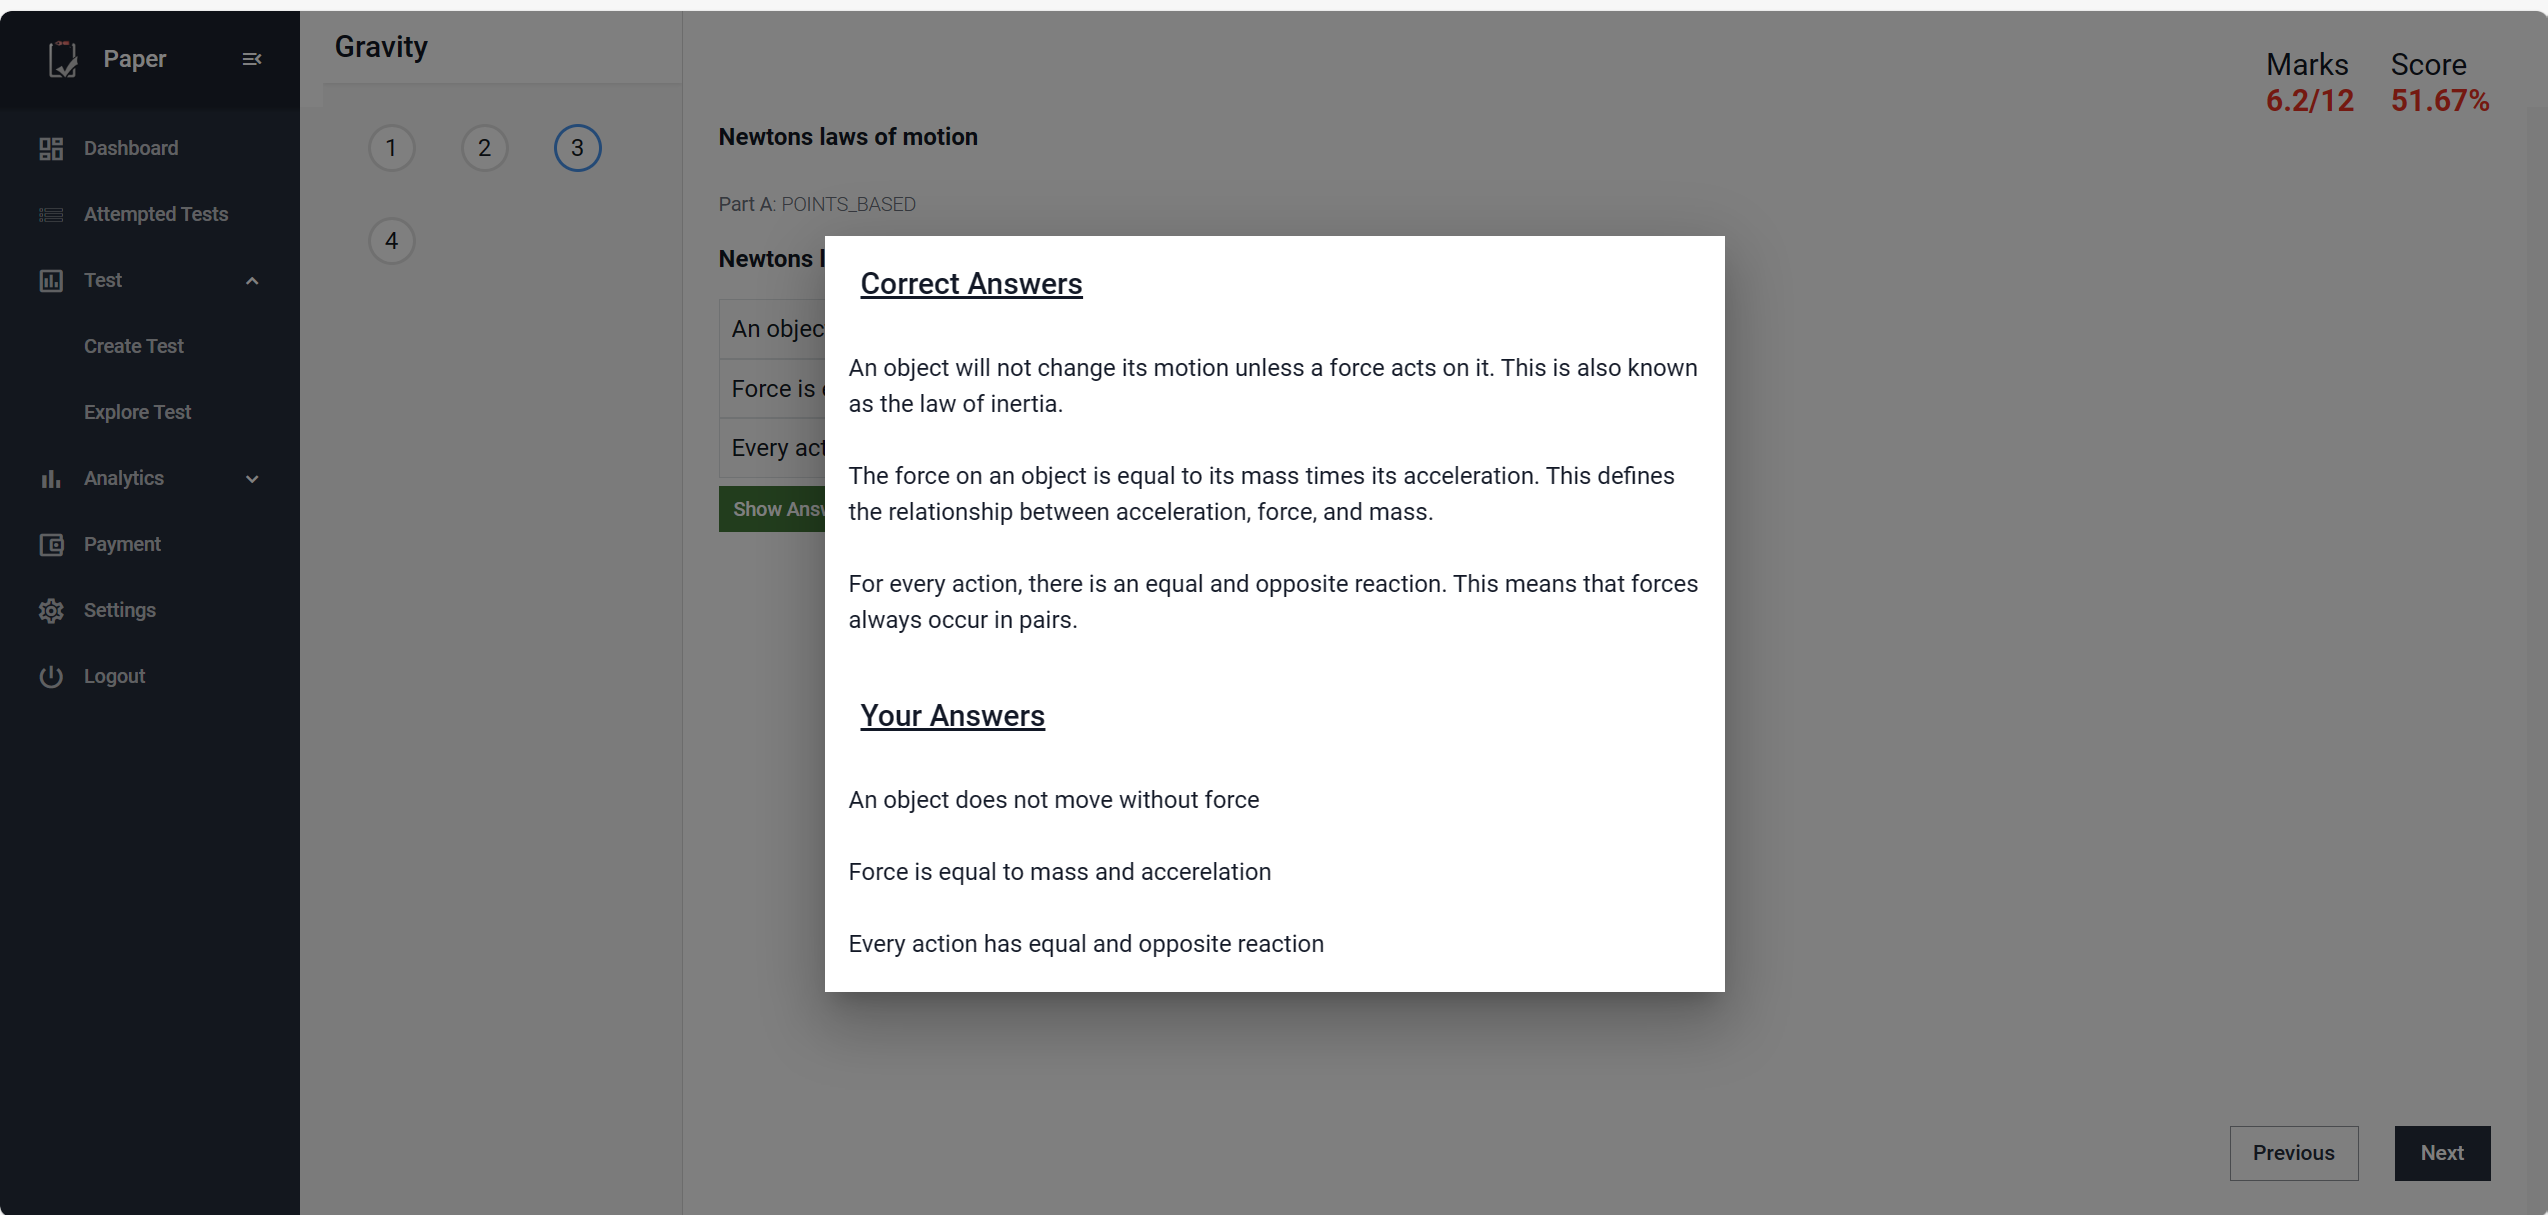 Paper
Dashboard
Attempted Tests
Test
Create Test
Explore Test
Analytics
Payment
Settings
Logout
Gravity
1 2 3
4
Marks Score
6.2/12 51.67%
Newtons laws of motion
Part A: POINTS_BASED
Newtons
An objec
Force is
Every act
Show Answ
Correct Answers
An object will not change its motion unless a force acts on it. This is also known
as the law of inertia.
The force on an object is equal to its mass times its acceleration. This defines
the relationship between acceleration, force, and mass.
For every action, there is an equal and opposite reaction. This means that forces
always occur in pairs.
Your Answers
An object does not move without force
Force is equal to mass and accerelation
Every action has equal and opposite reaction
Previous
Next